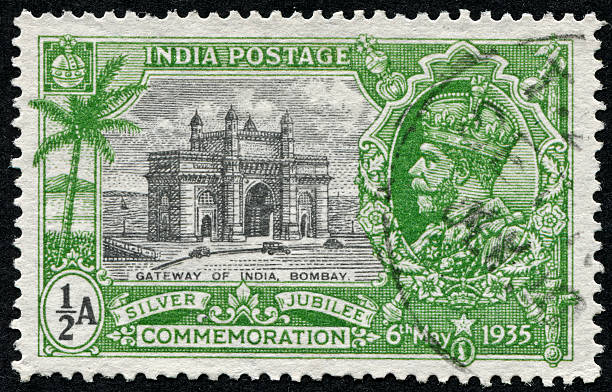 INDIA POSTAGE
GATEWAY OF INDIA, BOMBAY.
1/2 A
SILVER JUBILEE
COMMEMORATION
6th May 1935.